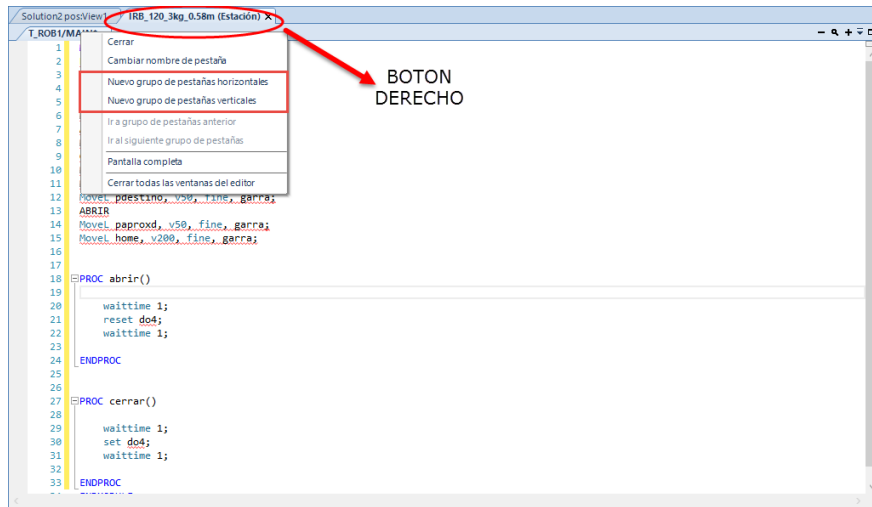 Solution2 pos:View1 IRB_120_3kg_0.58m (Estación) X
T_ROB1/MAIN
Cerrar
Cambiar nombre de pestaña
Nuevo grupo de pestañas horizontales
Nuevo grupo de pestañas verticales
Ir a grupo de pestañas anterior
Ir al siguiente grupo de pestañas
Pantalla completa
Cerrar todas las ventanas del editor
BOTON
DERECHO
1
2
3
4
5
6
7
8
9
10
11
12 MoveL pdestino, v50, fine, garra;
13 ABRIR
14 MoveL paproxd, v50, fine, garra;
15 MoveL home, v200, fine, garra;
16
17
18 PROC abrir()
19
20 waittime 1;
21 reset do4;
22 waittime 1;
23
24 ENDPROC
25
26
27 PROC cerrar()
28
29 waittime 1;
30 set do4;
31 waittime 1;
32
33 ENDPROC